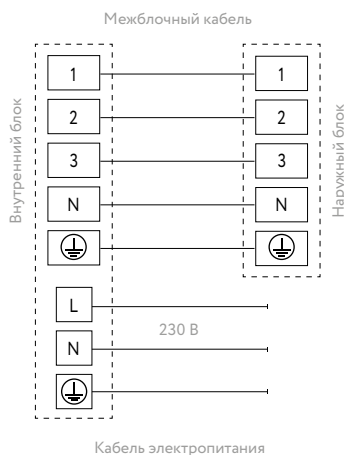 Межблочный кабель
Внутренний блок
Наружный блок
1 1
2 2
3 3
N N
L
230 В
N
Кабель электропитания